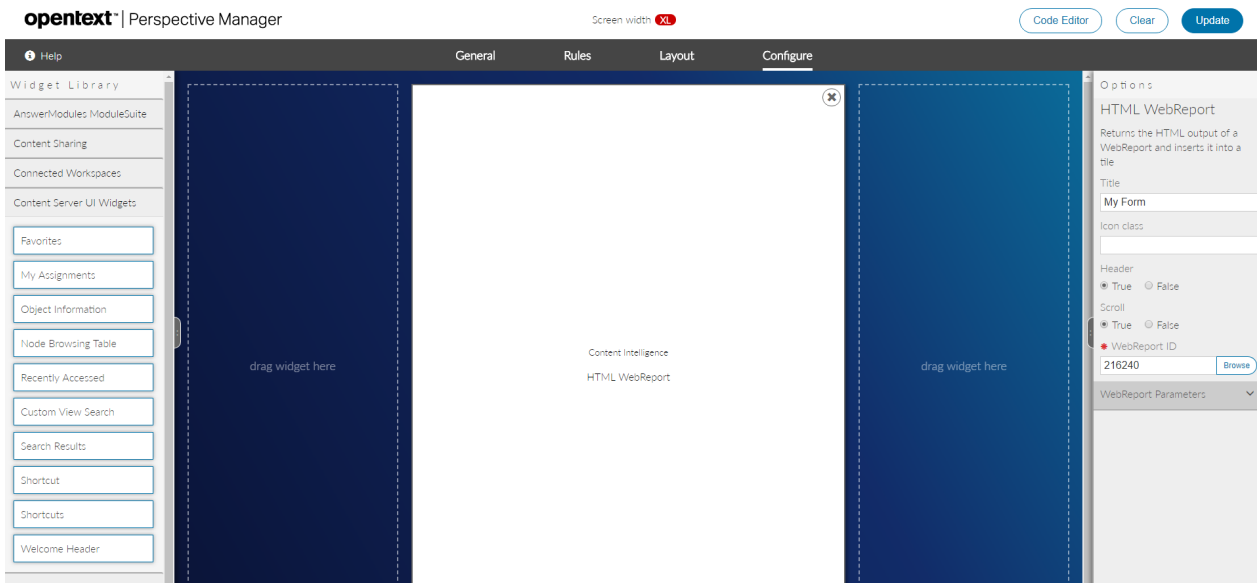 opentext™ | Perspective Manager
Screen width XL
Code Editor
Clear
Update
Help
General
Rules
Layout
Configure
Widget Library
AnswerModules ModuleSuite
Content Sharing
Connected Workspaces
Content Server UI Widgets
Favorites
My Assignments
Object Information
Node Browsing Table
Recently Accessed
Custom View Search
Search Results
Shortcut
Shortcuts
Welcome Header
drag widget here
Content Intelligence
HTML WebReport
drag widget here
Options
HTML WebReport
Returns the HTML output of a
WebReport and inserts it into a
tile
Title
My Form
Icon class
Header
True False
Scroll
True False
WebReport ID
216240 Browse
WebReport Parameters